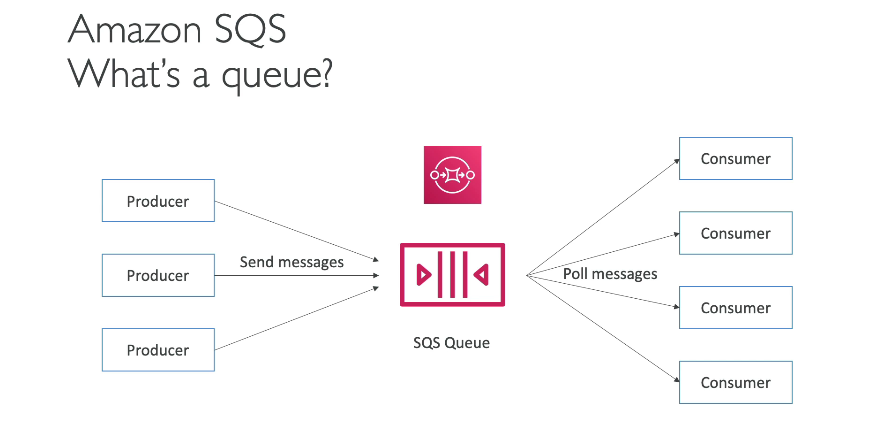 Amazon SQS
What's a queue?
Producer
Producer
Producer
Send messages
SQS Queue
Poll messages
Consumer
Consumer
Consumer
Consumer